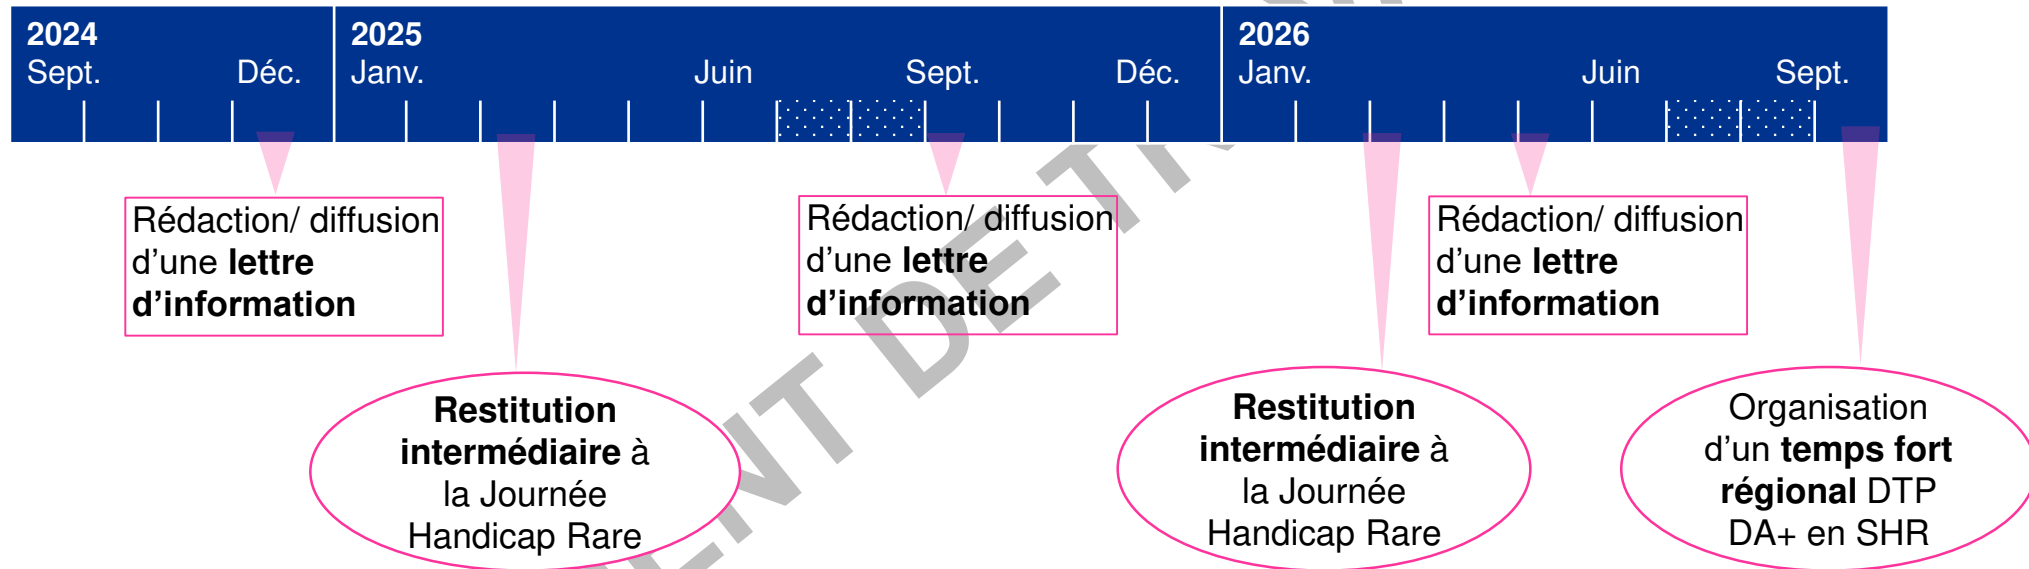 2024
Sept.
Déc.
2025
Janv.
Juin
Sept.
Déc.
2026
Janv.
Juin
Sept.
Rédaction/ diffusion
d’une lettre
d’information
Rédaction/ diffusion
d’une lettre
d’information
Rédaction/ diffusion
d’une lettre
d’information
Restitution
intermédiaire à
la Journée
Handicap Rare
Restitution
intermédiaire à
la Journée
Handicap Rare
Organisation
d’un temps fort
régional DTP
DA+ en SHR
DE